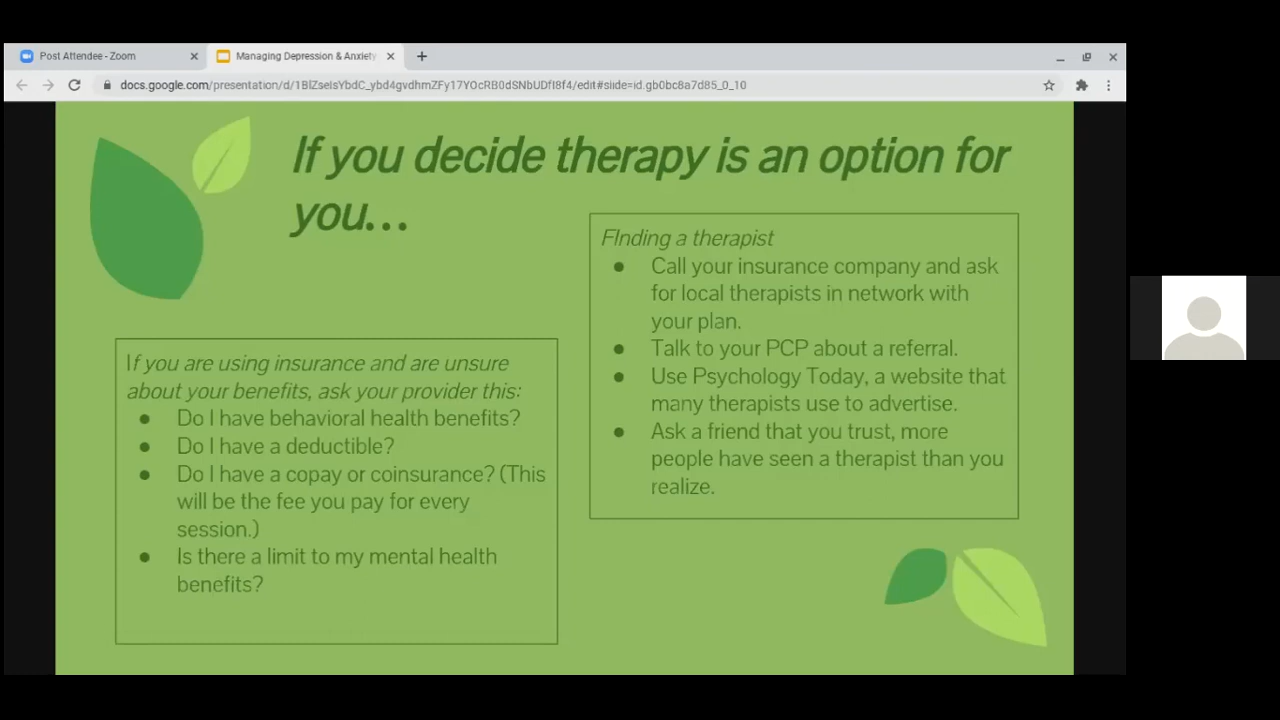 Post Attendee - Zoom
Managing Depression & Anxiety
docs.google.com/presentation/d/1BlZselsYbdC_ybd4gvdhmZFy17YOcRB0dSNbUDfI8f4/edit#slide=id.gb0bc8a7d85_0_10
If you decide therapy is an option for
you...
If you are using insurance and are unsure
about your benefits, ask your provider this:
● Do I have behavioral health benefits?
● Do I have a deductible?
● Do I have a copay or coinsurance? (This
will be the fee you pay for every
session.)
● Is there a limit to my mental health
benefits?
FInding a therapist
● Call your insurance company and ask
for local therapists in network with
your plan.
● Talk to your PCP about a referral.
● Use Psychology Today, a website that
many therapists use to advertise.
● Ask a friend that you trust, more
people have seen a therapist than you
realize.